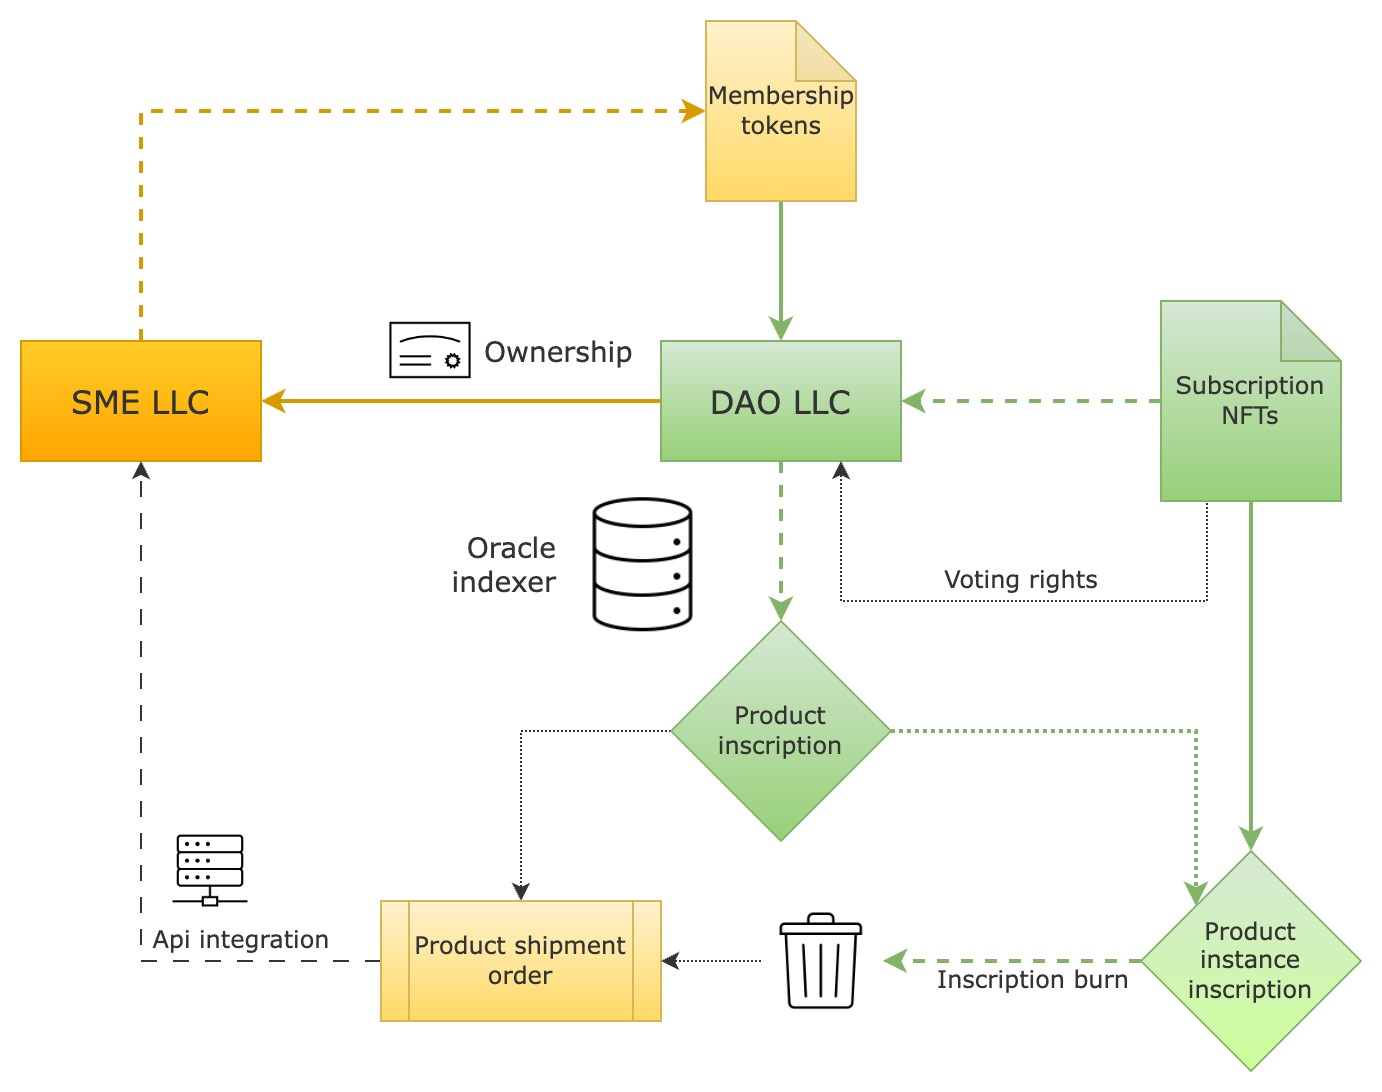 Membership
tokens
Ownership
SME LLC
DAO LLC
Subscription
NFTs
Oracle
indexer
Voting rights
Product
inscription
Api integration
Product shipment
order
Inscription burn
Product
instance
inscription